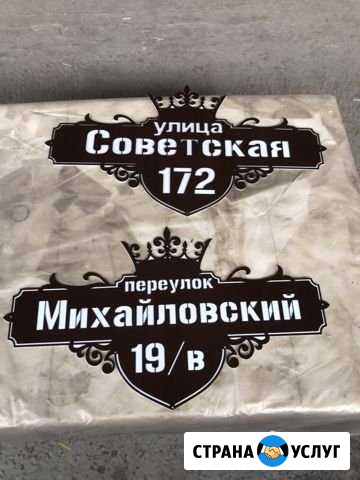 улица
Советская
172
переулок
Михайловский
19/в
СТРАНА УСЛУГ